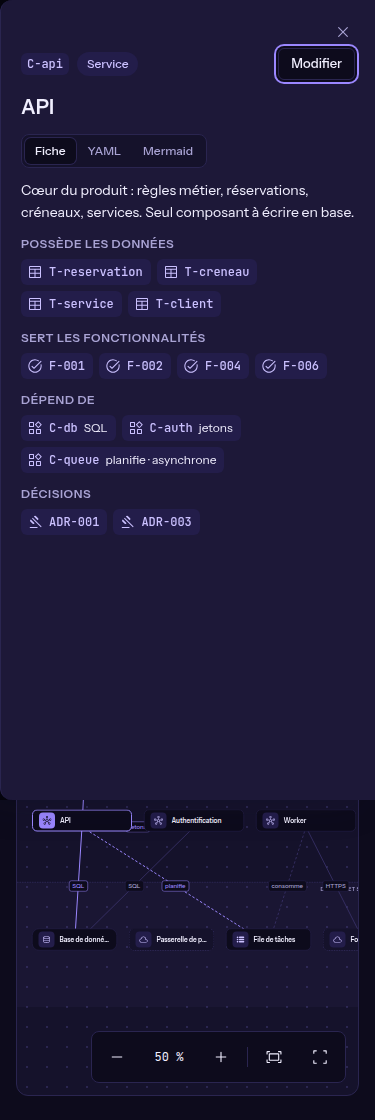 C-api Service Modifier
API
Fiche YAML Mermaid
Cœur du produit : règles métier, réservations,
créneaux, services. Seul composant à écrire en base.
POSSÈDE LES DONNÉES
T-reservation T-creneau
T-service T-client
SERT LES FONCTIONNALITÉS
F-001 F-002 F-004 F-006
DÉPEND DE
C-db SQL C-auth jetons
C-queue planifie · asynchrone
DÉCISIONS
ADR-001 ADR-003
API Authentification Worker
SQL SQL planifie consomme HTTPS
Base de donné... Passerelle de p... File de tâches Fo
50 %